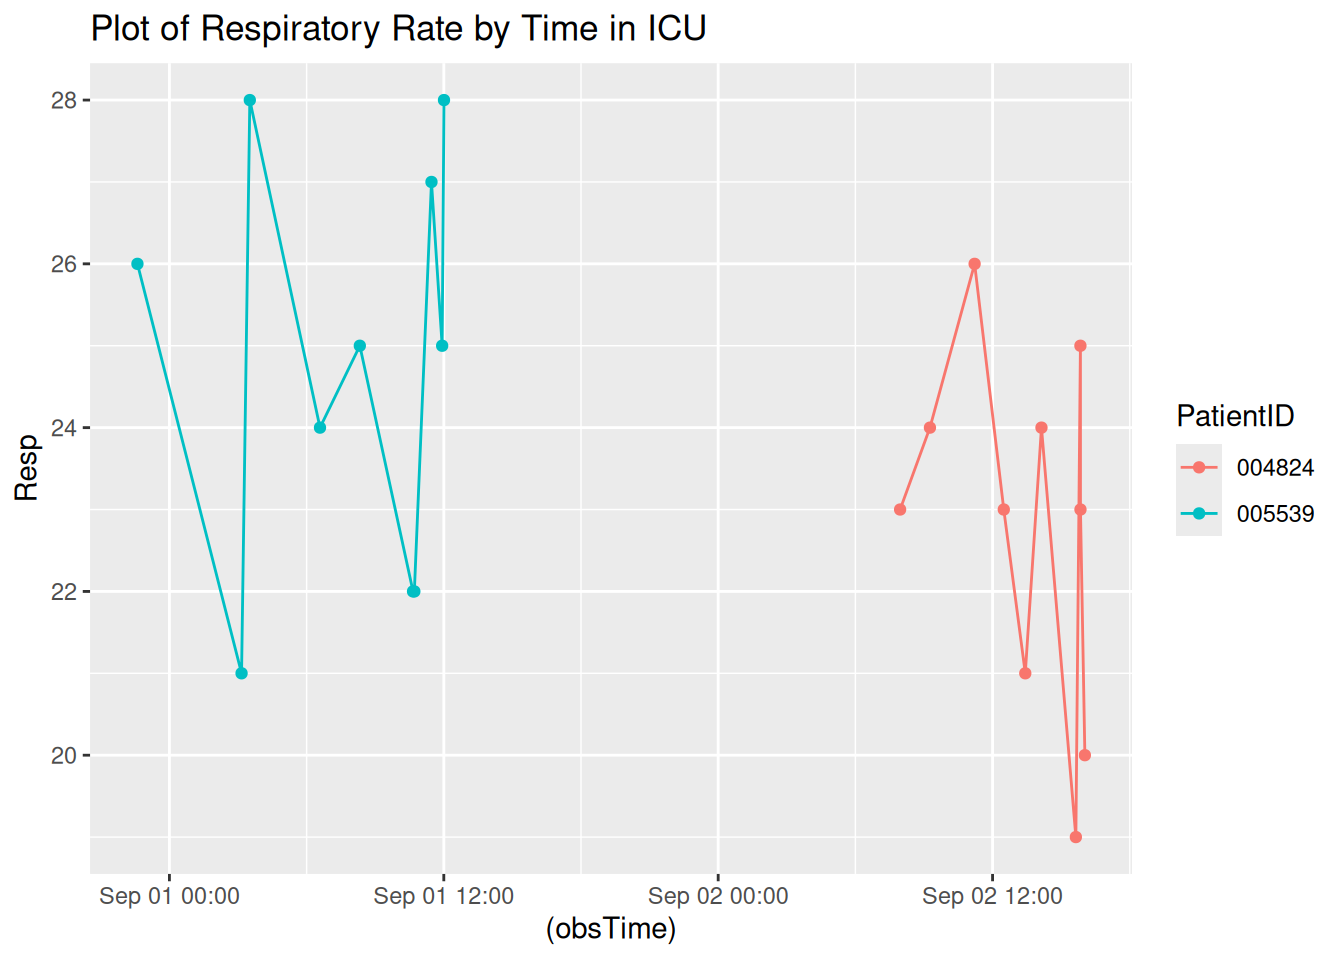 Plot of Respiratory Rate by Time in ICU
28
26
24
22
20
Resp
Sep 01 00:00
Sep 01 12:00
Sep 02 00:00
Sep 02 12:00
(obsTime)
PatientID
004824
005539